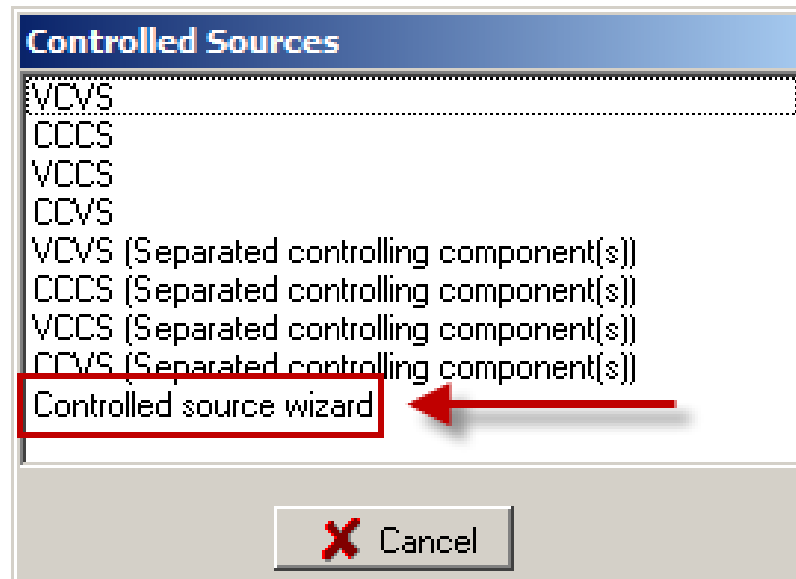 Controlled Sources
VCVS
CCCS
VCCS
CCVS
VCVS (Separated controlling component(s))
CCCS (Separated controlling component(s))
VCCS (Separated controlling component(s))
CCVS (Separated controlling component(s))
Controlled source wizard
Cancel